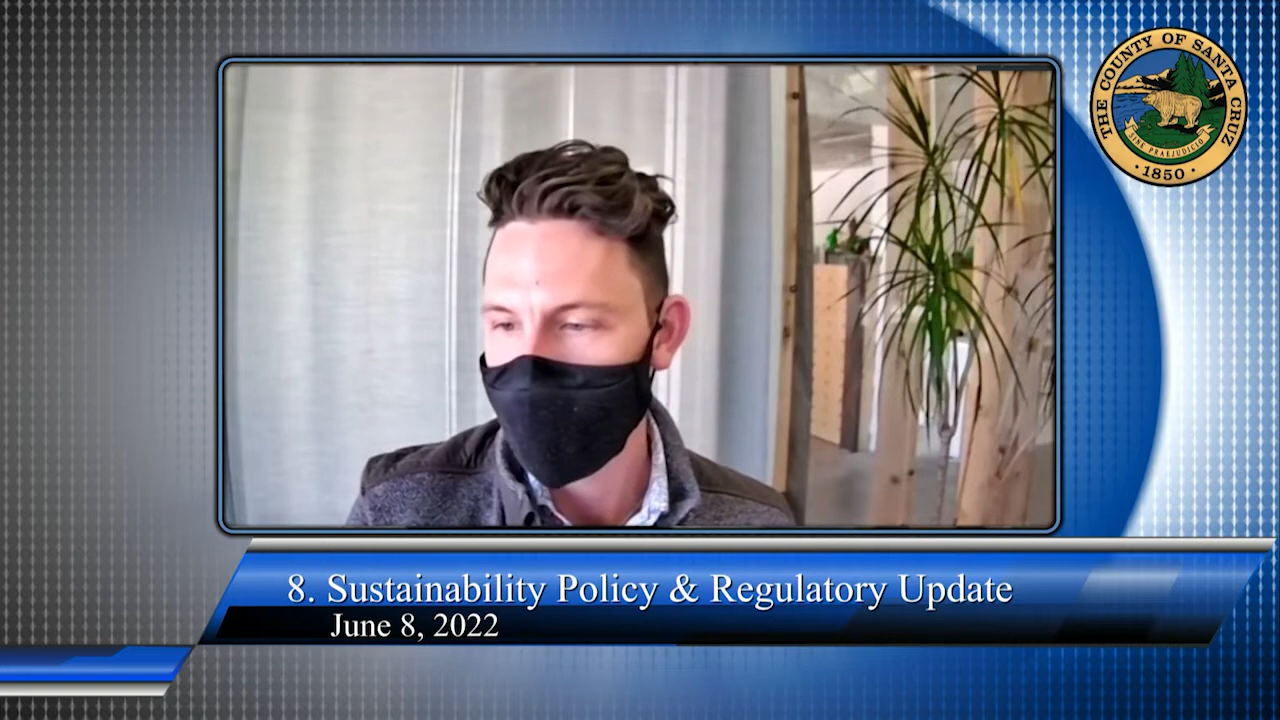 THE COUNTY OF SANTA CRUZ
SINE PRAEJUDICIO
1850
8. Sustainability Policy & Regulatory Update
June 8, 2022